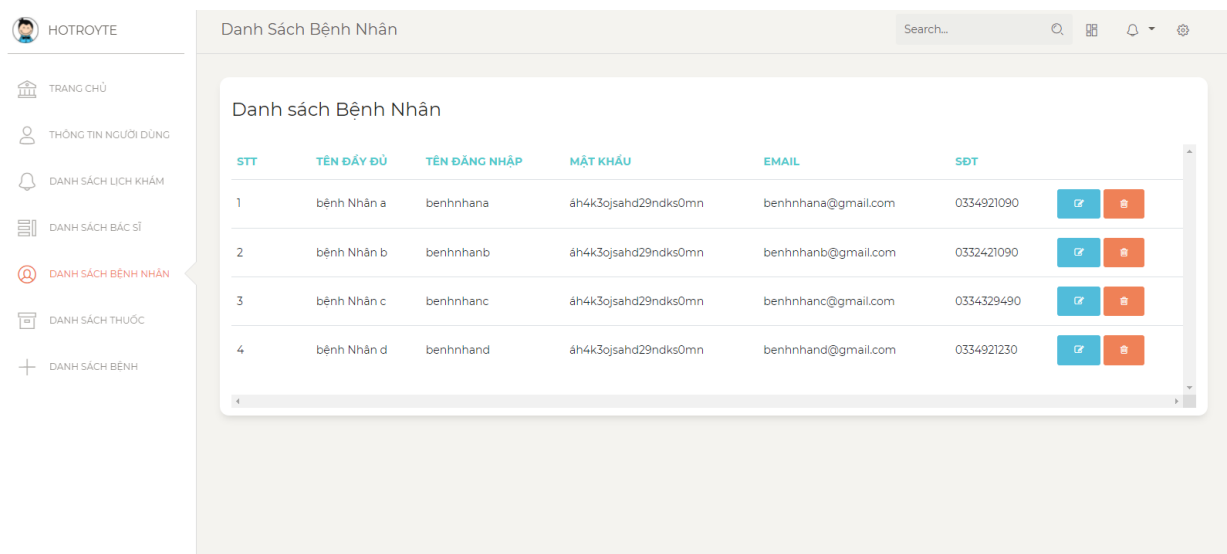 HOTROYTE
Danh Sách Bệnh Nhân
Search...
TRANG CHỦ
THÔNG TIN NGƯỜI DÙNG
DANH SÁCH LỊCH KHÁM
DANH SÁCH BÁC SĨ
DANH SÁCH BỆNH NHÂN
DANH SÁCH THUỐC
DANH SÁCH BỆNH
Danh sách Bệnh Nhân
STT TÊN ĐẦY ĐỦ TÊN ĐĂNG NHẬP MẬT KHẨU EMAIL SĐT
1 bệnh Nhân a benhnhana áh4k3ojsahd29ndks0mn benhnhana@gmail.com 0334921090
2 bệnh Nhân b benhnhanb áh4k3ojsahd29ndks0mn benhnhanb@gmail.com 0332421090
3 bệnh Nhân c benhnhanc áh4k3ojsahd29ndks0mn benhnhanc@gmail.com 0334329490
4 bệnh Nhân d benhnhand áh4k3ojsahd29ndks0mn benhnhand@gmail.com 0334921230